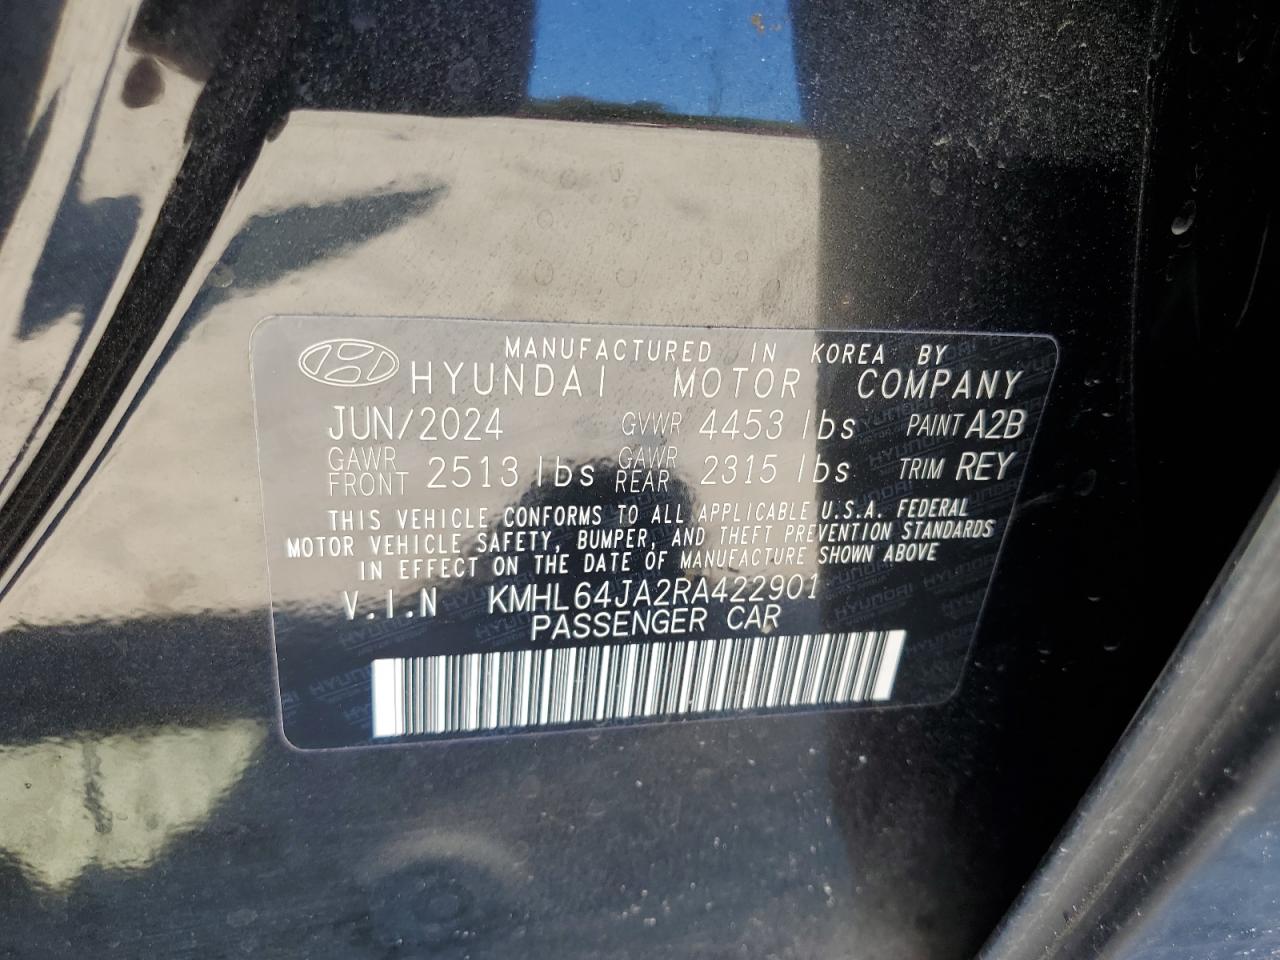 MANUFACTURED IN KOREA BY
HYUNDAI MOTOR COMPANY
JUN/2024 GVWR 4453 lbs PAINT A2B
GAWR FRONT 2513 lbs GAWR REAR 2315 lbs TRIM REY
THIS VEHICLE CONFORMS TO ALL APPLICABLE U.S.A. FEDERAL
MOTOR VEHICLE SAFETY, BUMPER, AND THEFT PREVENTION STANDARDS
IN EFFECT ON THE DATE OF MANUFACTURE SHOWN ABOVE
V.I.N KMHL64JA2RA422901
PASSENGER CAR